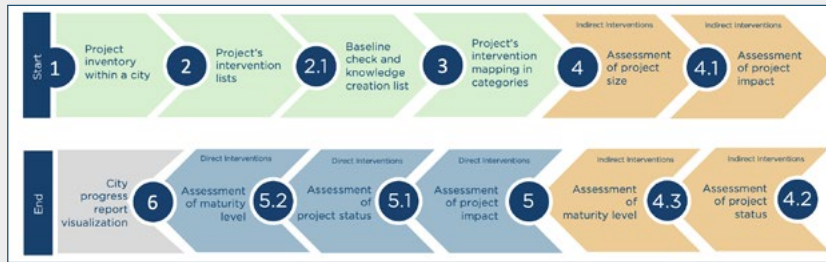 Start
1
Project
inventory
within a city
2
Project's
intervention
lists
2.1
Baseline
check and
knowledge
creation list
3
Project's
intervention
mapping in
categories
Indirect Interventions
4
Assessment
of project
size
Indirect Interventions
4.1
Assessment
of project
impact
End
City
progress
report
visualization
6
Direct Interventions
Assessment
of maturity
level
5.2
Direct Interventions
Assessment
of
project status
5.1
Direct Interventions
Assessment
of project
impact
5
Indirect Interventions
Assessment
of
maturity level
4.3
Indirect Interventions
Assessment
of project
status
4.2